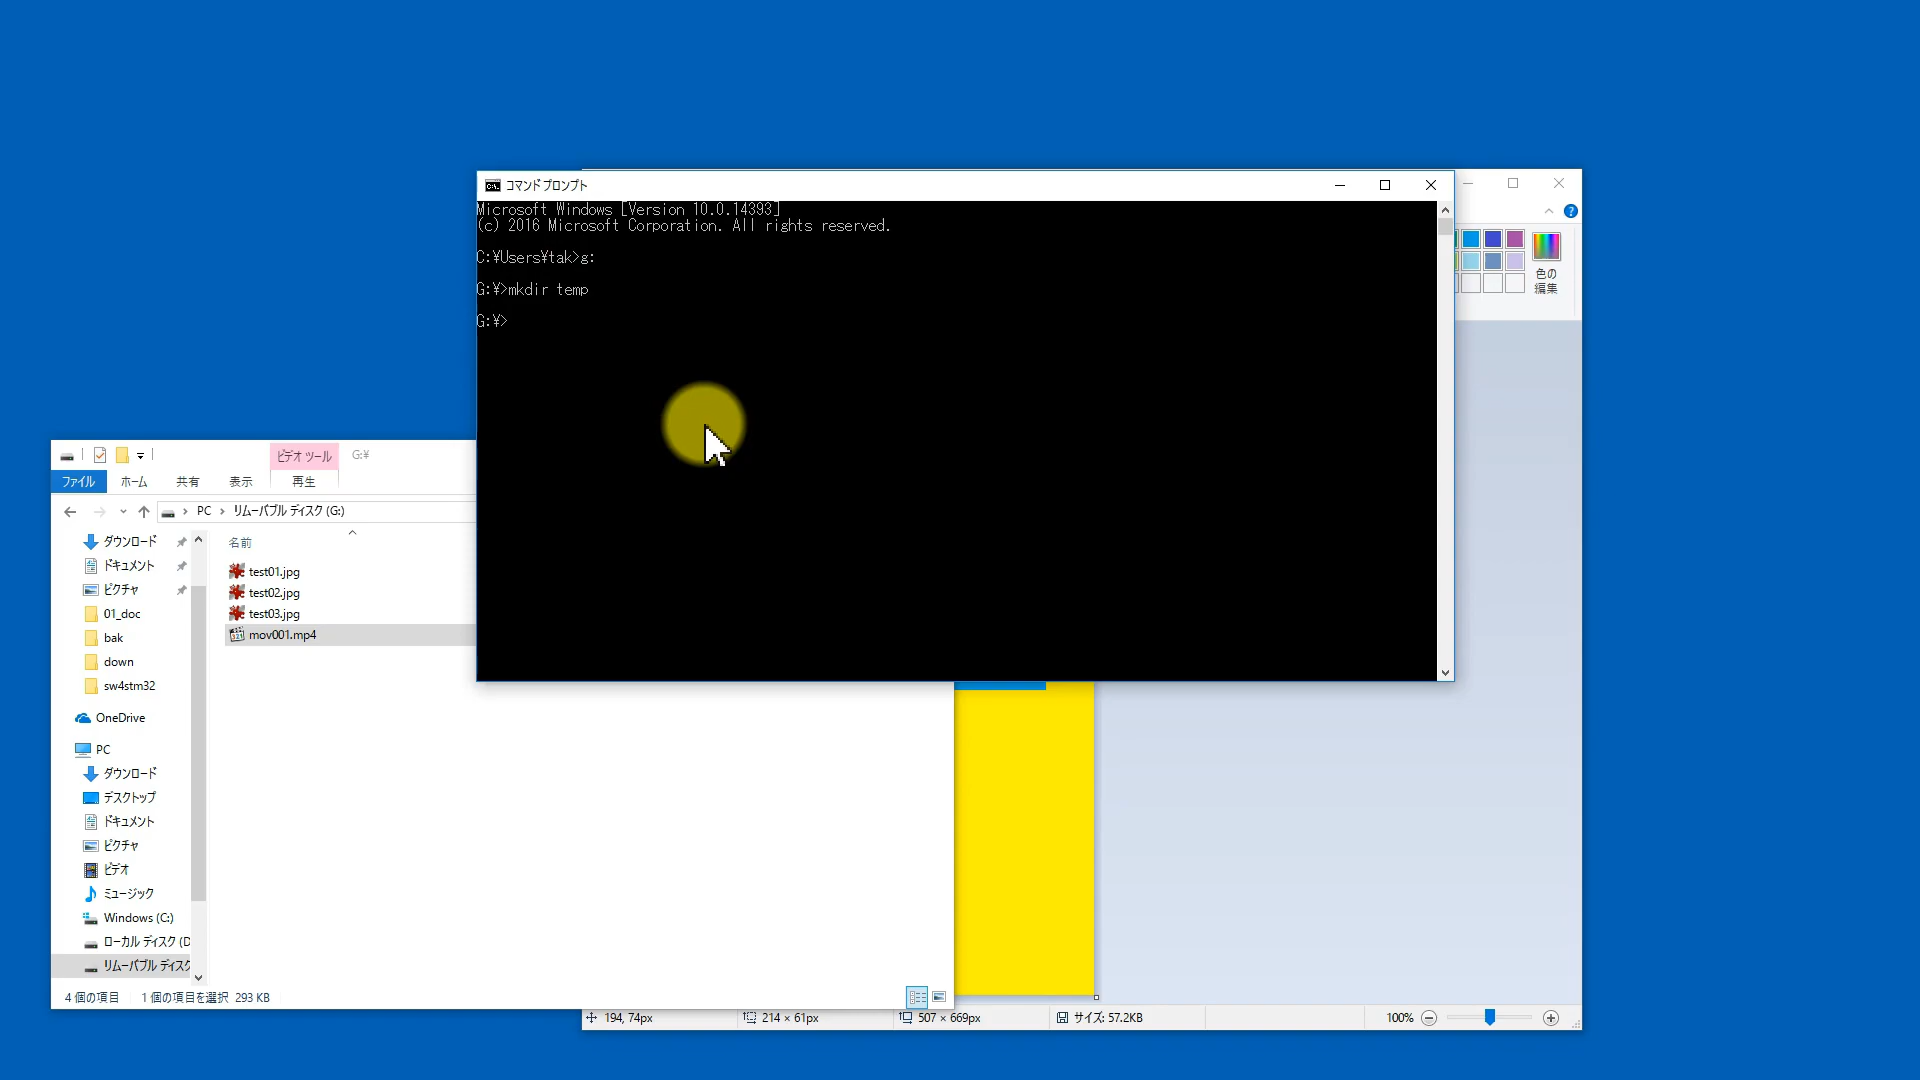 コマンド プロンプト
Microsoft Windows [Version 10.0.14393]
(c) 2016 Microsoft Corporation. All rights reserved.
C:¥Users¥tak>g:
G:¥>mkdir temp
G:¥>
色の
編集
ビデオ ツール
G:¥
ファイル
ホーム
共有
表示
再生
PC
リムーバブル ディスク (G:)
ダウンロード
ドキュメント
ピクチャ
01_doc
bak
down
sw4stm32
OneDrive
PC
ダウンロード
デスクトップ
ドキュメント
ピクチャ
ビデオ
ミュージック
Windows (C:)
ローカル ディスク (D
リムーバブル ディスク
名前
test01.jpg
test02.jpg
test03.jpg
mov001.mp4
4 個の項目
1 個の項目を選択 293 KB
194, 74px
214 × 61px
507 × 669px
サイズ: 57.2KB
100%